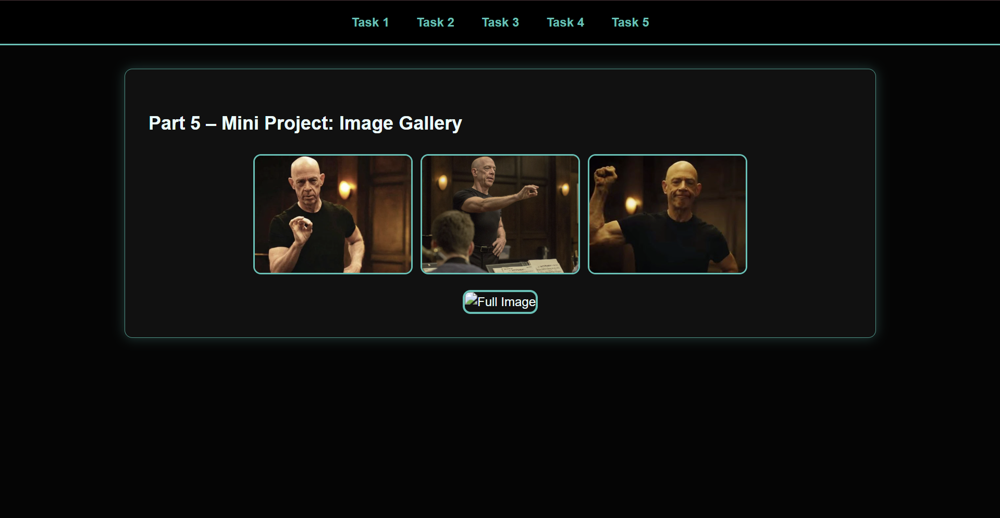 Task 1 Task 2 Task 3 Task 4 Task 5
Part 5 – Mini Project: Image Gallery
Full Image